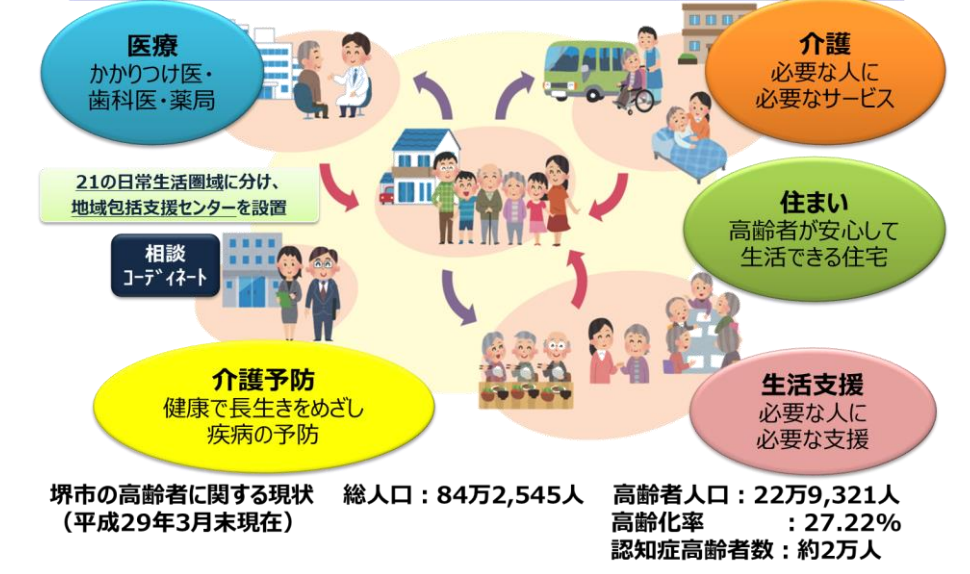 医療
かかりつけ医・
歯科医・薬局
介護
必要な人に
必要なサービス
21の日常生活圏域に分け、
地域包括支援センターを設置
住まい
高齢者が安心して
生活できる住宅
相談
ｺｰﾃﾞｨﾈｰﾄ
介護予防
健康で長生きをめざし
疾病の予防
生活支援
必要な人に
必要な支援
堺市の高齢者に関する現状　総人口：84万2,545人　高齢者人口：22万9,321人
（平成29年3月末現在）　高齢化率　：27.22%
認知症高齢者数：約2万人